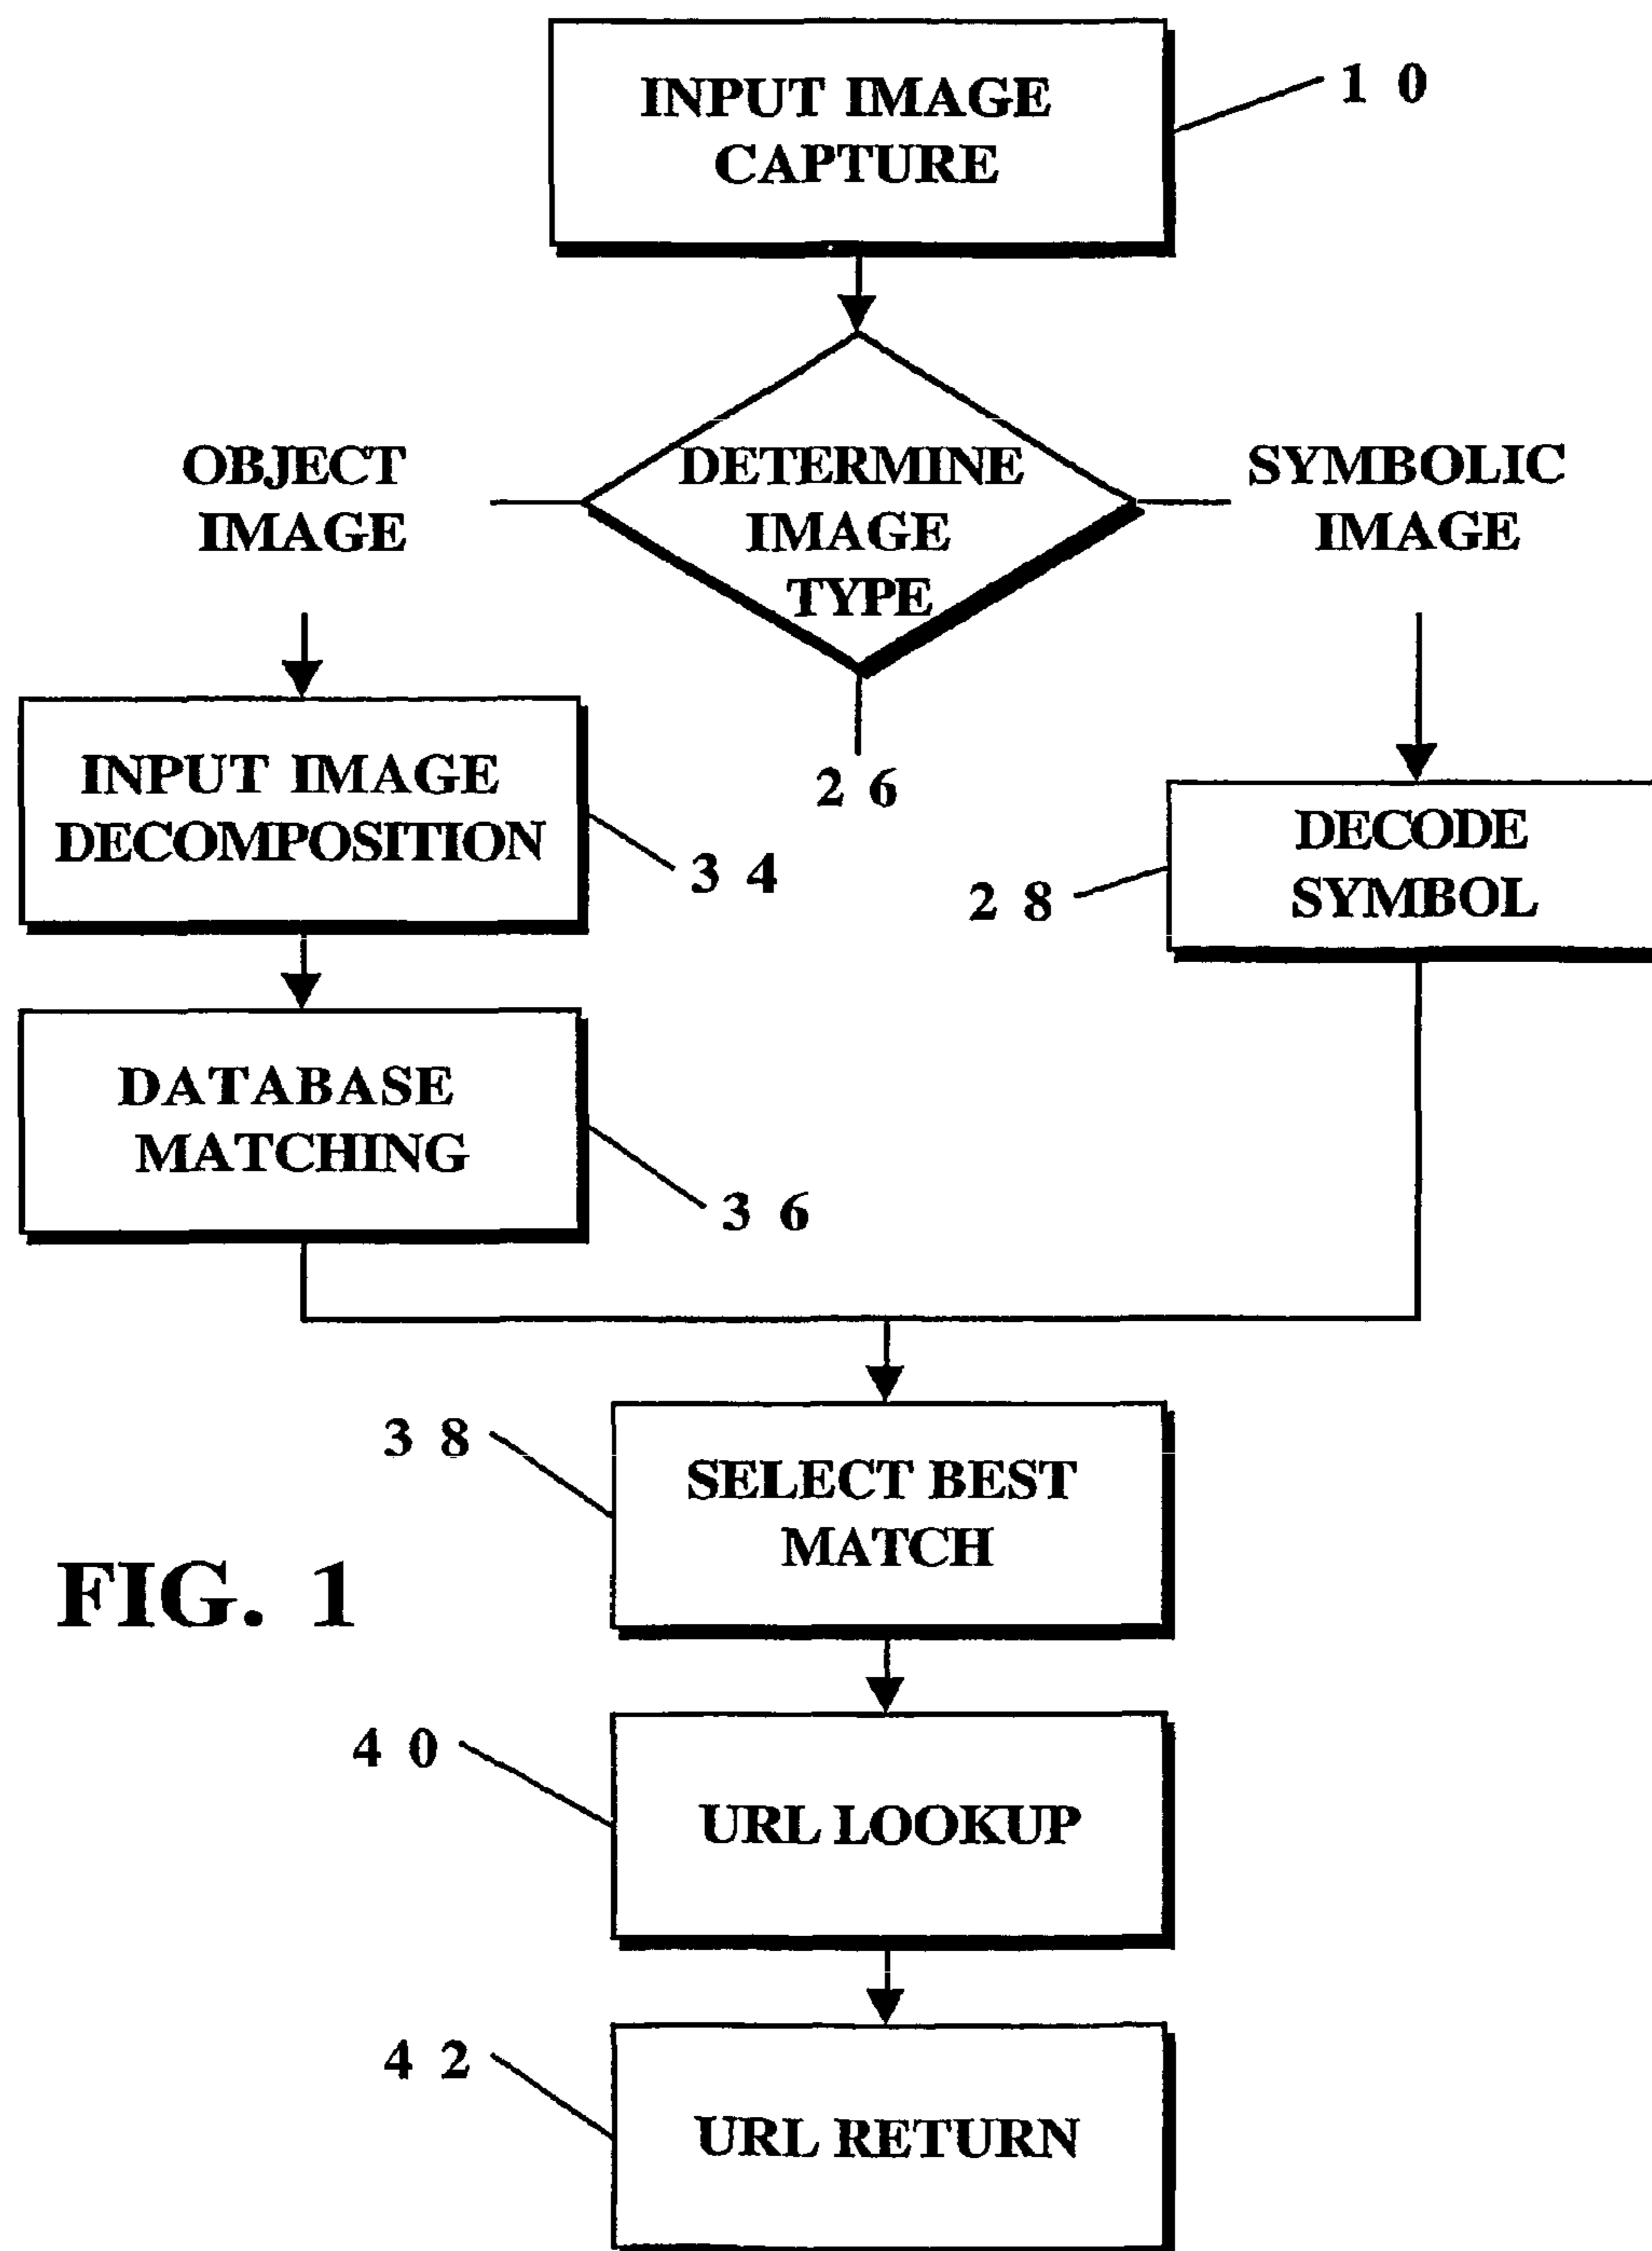 INPUT IMAGE
CAPTURE
1 0
OBJECT
IMAGE
DETERMINE
IMAGE
TYPE
2 6
SYMBOLIC
IMAGE
INPUT IMAGE
DECOMPOSITION
3 4
DECODE
SYMBOL
2 8
DATABASE
MATCHING
3 6
3 8
SELECT BEST
MATCH
FIG. 1
4 0
URL LOOKUP
4 2
URL RETURN